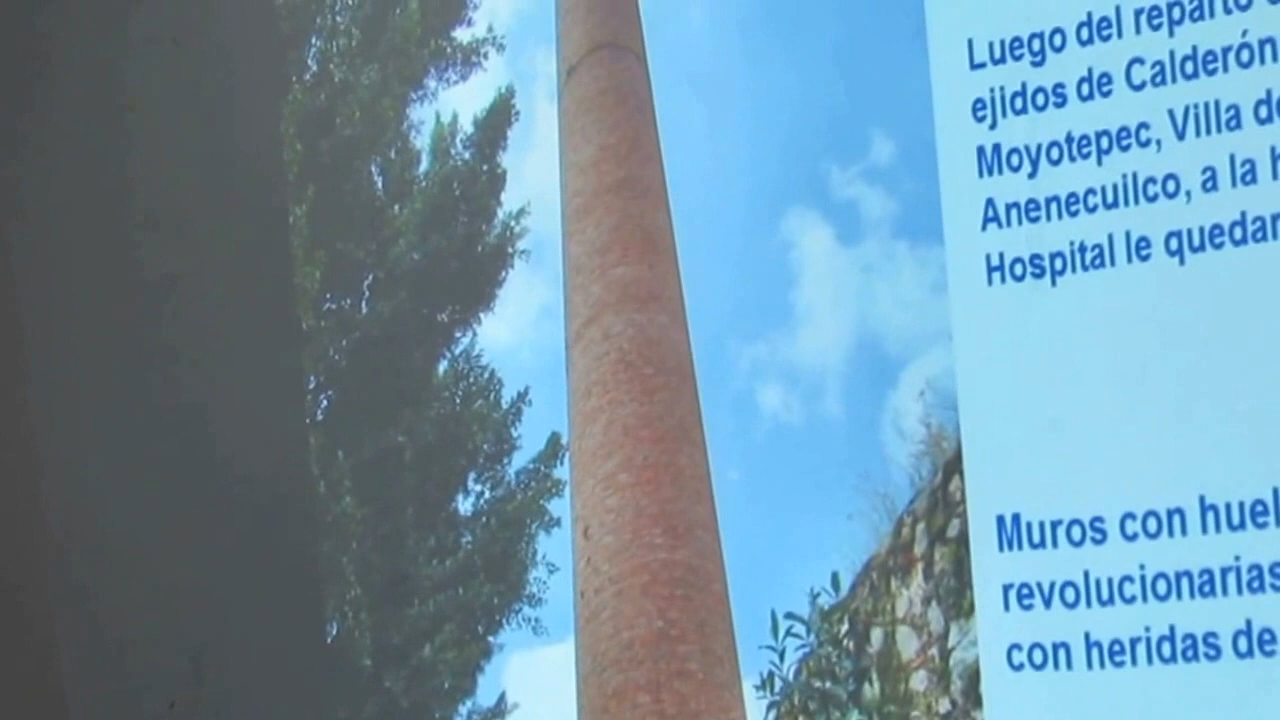 Luego del reparto
ejidos de Calderón
Moyotepec, Villa de
Anenecuilco, a la
Hospital le quedar
Muros con
revolucionarias
con heridas de